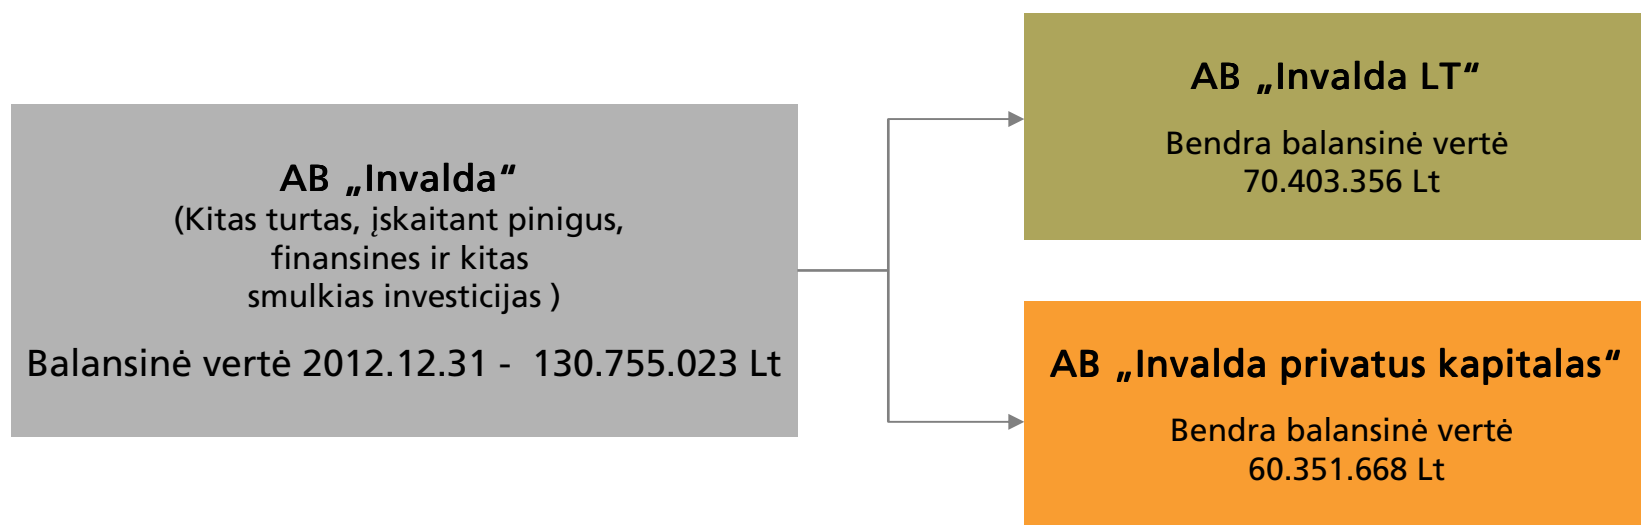 AB „Invalda“
(Kitas turtas, įskaitant pinigus,
finansines ir kitas
smulkias investicijas )
Balansinė vertė 2012.12.31 - 130.755.023 Lt
AB „Invalda LT“
Bendra balansinė vertė
70.403.356 Lt
AB „Invalda privatus kapitalas“
Bendra balansinė vertė
60.351.668 Lt